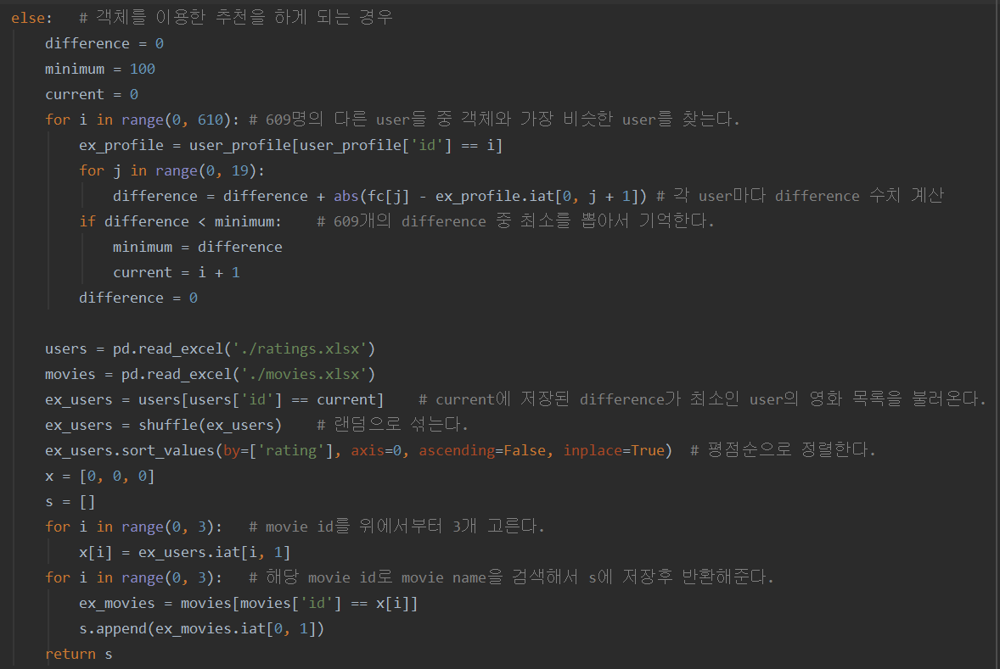 else:   # 객체를 이용한 추천을 하게 되는 경우
    difference = 0
    minimum = 100
    current = 0
    for i in range(0, 610): # 609명의 다른 user들 중 객체와 가장 비슷한 user를 찾는다.
        ex_profile = user_profile[user_profile['id'] == i]
        for j in range(0, 19):
            difference = difference + abs(fc[j] - ex_profile.iat[0, j + 1]) # 각 user마다 difference 수치 계산
        if difference < minimum:    # 609개의 difference 중 최소를 뽑아서 기억한다.
            minimum = difference
            current = i + 1
        difference = 0
    users = pd.read_excel('./ratings.xlsx')
    movies = pd.read_excel('./movies.xlsx')
    ex_users = users[users['id'] == current]    # current에 저장된 difference가 최소인 user의 영화 목록을 불러온다.
    ex_users = shuffle(ex_users)    # 랜덤으로 섞는다.
    ex_users.sort_values(by=['rating'], axis=0, ascending=False, inplace=True)  # 평점순으로 정렬한다.
    x = [0, 0, 0]
    s = []
    for i in range(0, 3):   # movie id를 위에서부터 3개 고른다.
        x[i] = ex_users.iat[i, 1]
    for i in range(0, 3):   # 해당 movie id로 movie name을 검색해서 s에 저장후 반환해준다.
        ex_movies = movies[movies['id'] == x[i]]
        s.append(ex_movies.iat[0, 1])
    return s